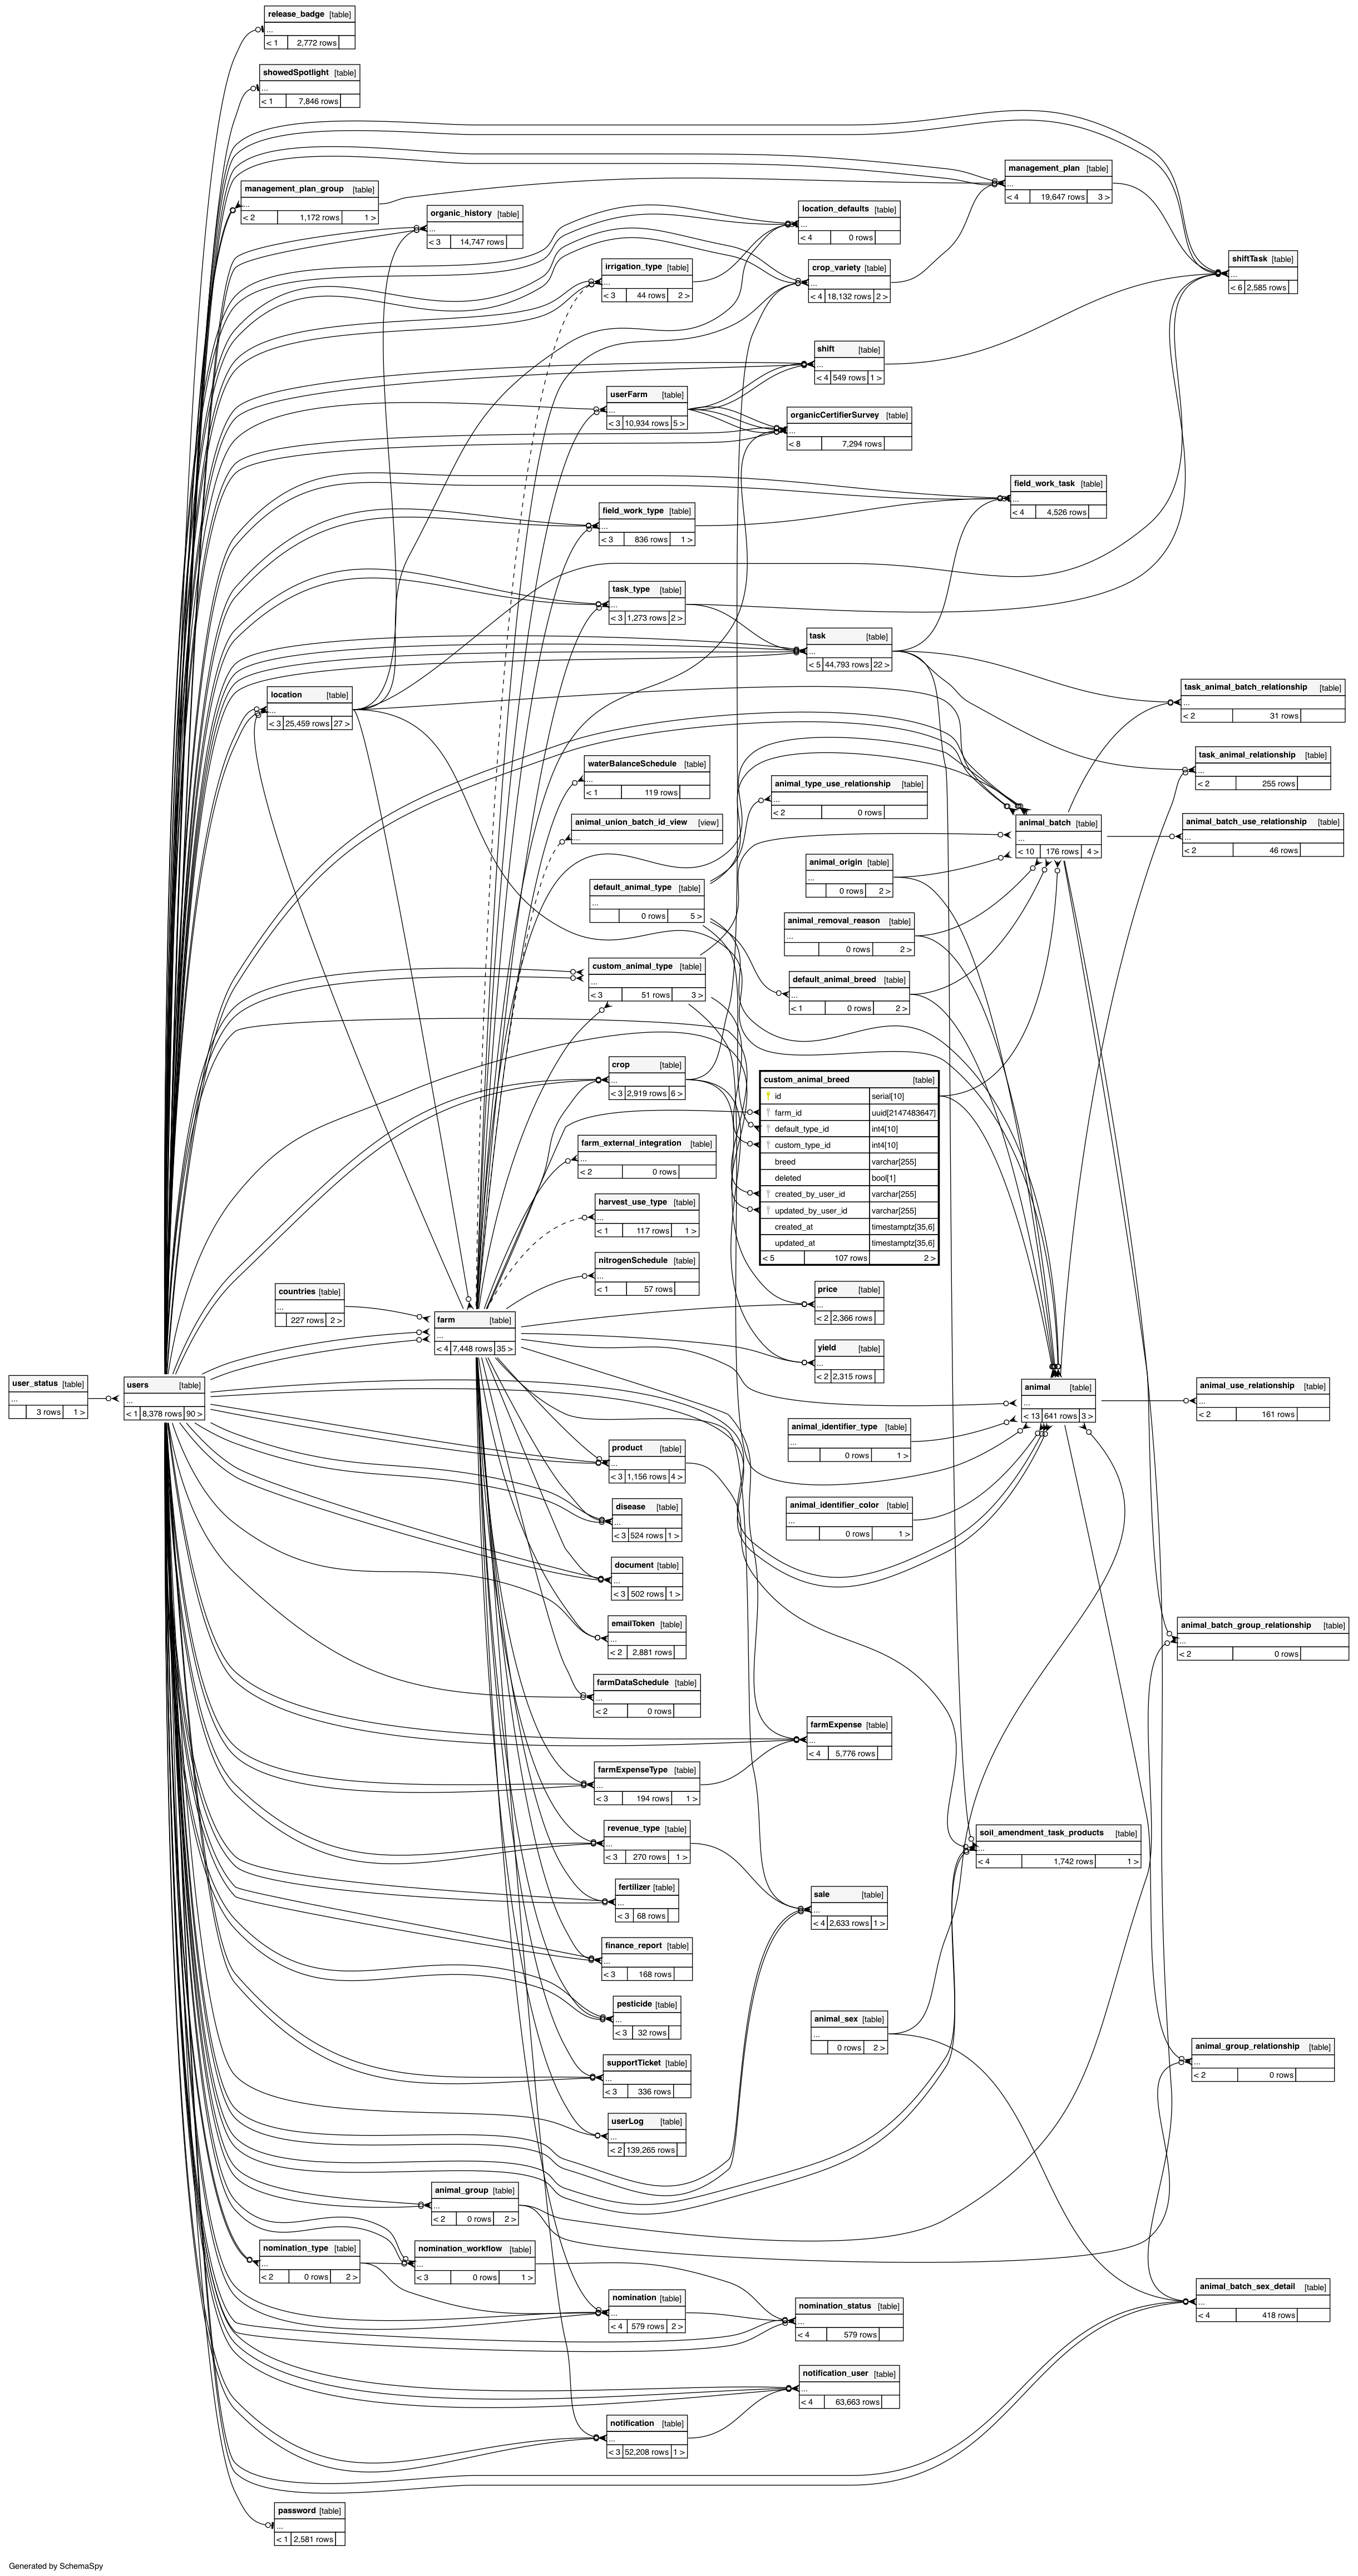 release_badge [table]
...
< 1 2,772 rows
showedSpotlight [table]
...
< 1 7,846 rows
management_plan [table]
...
< 4 19,647 rows 3 >
management_plan_group [table]
...
< 2 1,172 rows 1 >
organic_history [table]
...
< 3 14,747 rows
location_defaults [table]
...
< 4 0 rows
shiftTask [table]
...
< 6 2,585 rows
irrigation_type [table]
...
< 3 44 rows 2 >
crop_variety [table]
...
< 4 18,132 rows 2 >
shift [table]
...
< 4 549 rows 1 >
userFarm [table]
...
< 3 10,934 rows 5 >
organicCertifierSurvey [table]
...
< 8 7,294 rows
field_work_task [table]
...
< 4 4,526 rows
field_work_type [table]
...
< 3 836 rows 1 >
task_type [table]
...
< 3 1,273 rows 2 >
task [table]
...
< 5 44,793 rows 22 >
location [table]
...
< 3 25,459 rows 27 >
task_animal_batch_relationship [table]
...
< 2 31 rows
task_animal_relationship [table]
...
< 2 255 rows
waterBalanceSchedule [table]
...
< 1 119 rows
animal_type_use_relationship [table]
...
< 2 0 rows
animal_union_batch_id_view [view]
...
animal_batch [table]
...
< 10 176 rows 4 >
animal_batch_use_relationship [table]
...
< 2 46 rows
animal_origin [table]
...
0 rows 2 >
default_animal_type [table]
...
0 rows 5 >
animal_removal_reason [table]
...
0 rows 2 >
custom_animal_type [table]
...
< 3 51 rows 3 >
default_animal_breed [table]
...
< 1 0 rows 2 >
crop [table]
...
< 3 2,919 rows 6 >
custom_animal_breed [table]
id serial[10]
farm_id uuid[2147483647]
default_type_id int4[10]
custom_type_id int4[10]
breed varchar[255]
deleted bool[1]
created_by_user_id varchar[255]
updated_by_user_id varchar[255]
created_at timestamptz[35,6]
updated_at timestamptz[35,6]
< 5 107 rows 2 >
farm_external_integration [table]
...
< 2 0 rows
harvest_use_type [table]
...
< 1 117 rows 1 >
nitrogenSchedule [table]
...
< 1 57 rows
countries [table]
...
227 rows 2 >
price [table]
...
< 2 2,366 rows
farm [table]
...
< 4 7,448 rows 35 >
yield [table]
...
< 2 2,315 rows
user_status [table]
...
3 rows 1 >
users [table]
...
< 1 8,378 rows 90 >
animal [table]
...
< 13 641 rows 3 >
animal_use_relationship [table]
...
< 2 161 rows
animal_identifier_type [table]
...
0 rows 1 >
product [table]
...
< 3 1,156 rows 4 >
disease [table]
...
< 3 524 rows 1 >
animal_identifier_color [table]
...
0 rows 1 >
document [table]
...
< 3 502 rows 1 >
emailToken [table]
...
< 2 2,881 rows
animal_batch_group_relationship [table]
...
< 2 0 rows
farmDataSchedule [table]
...
< 2 0 rows
farmExpense [table]
...
< 4 5,776 rows
farmExpenseType [table]
...
< 3 194 rows 1 >
revenue_type [table]
...
< 3 270 rows 1 >
soil_amendment_task_products [table]
...
< 4 1,742 rows 1 >
fertilizer [table]
...
< 3 68 rows
sale [table]
...
< 4 2,633 rows 1 >
finance_report [table]
...
< 3 168 rows
pesticide [table]
...
< 3 32 rows
animal_sex [table]
...
0 rows 2 >
supportTicket [table]
...
< 3 336 rows
animal_group_relationship [table]
...
< 2 0 rows
userLog [table]
...
< 2 139,265 rows
animal_group [table]
...
< 2 0 rows 2 >
nomination_type [table]
...
< 2 0 rows 2 >
nomination_workflow [table]
...
< 3 0 rows 1 >
nomination [table]
...
< 4 579 rows 2 >
nomination_status [table]
...
< 4 579 rows
animal_batch_sex_detail [table]
...
< 4 418 rows
notification_user [table]
...
< 4 63,663 rows
notification [table]
...
< 3 52,208 rows 1 >
password [table]
...
< 1 2,581 rows
Generated by SchemaSpy